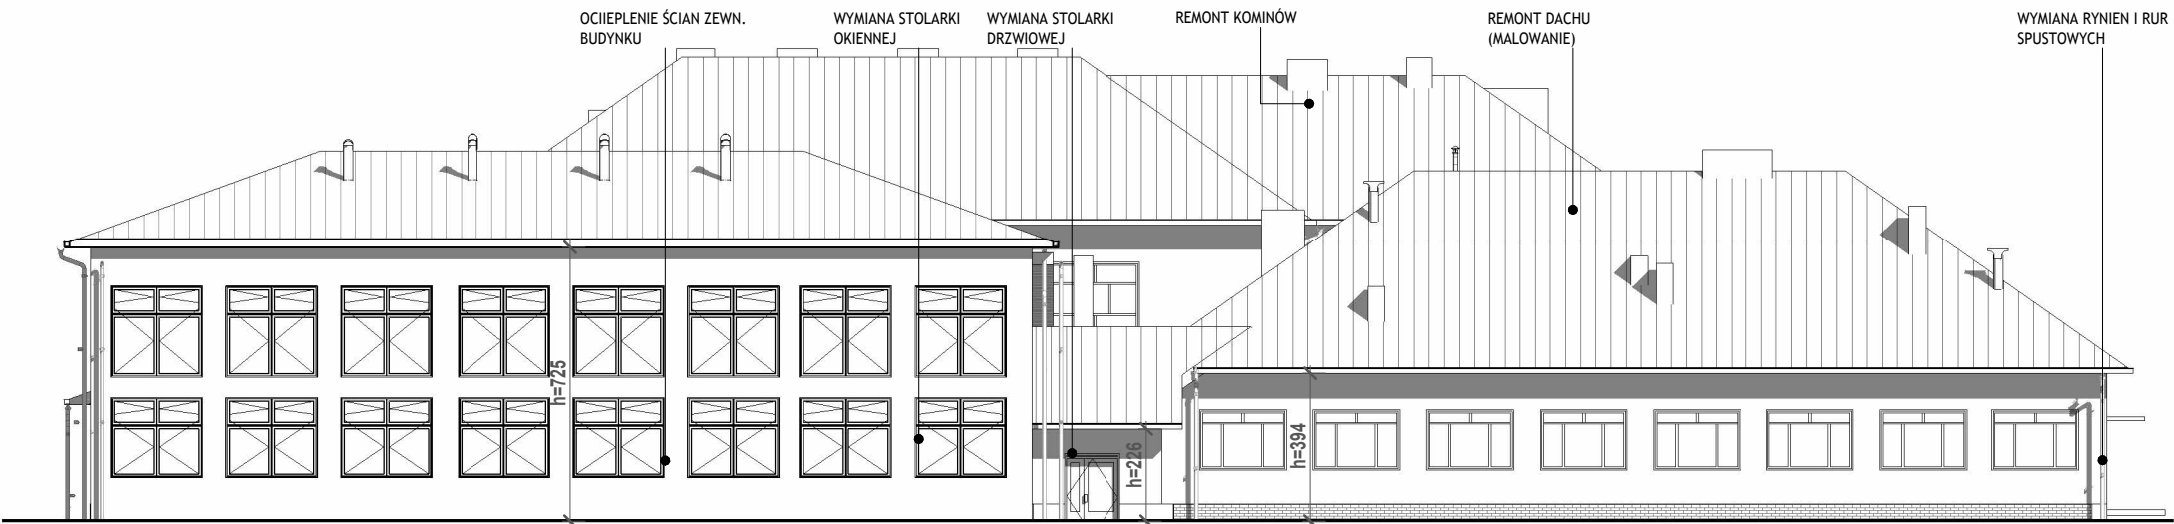 OCIIEPLENIE ŚCIAN ZEWN.
BUDYNKU
WYMIANA STOLARKI
OKIENNEJ
WYMIANA STOLARKI
DRZWIOWEJ
REMONT KOMINÓW
REMONT DACHU
(MALOWANIE)
WYMIANA RYNIEN I RUR
SPUSTOWYCH
h=725
h=226
h=394